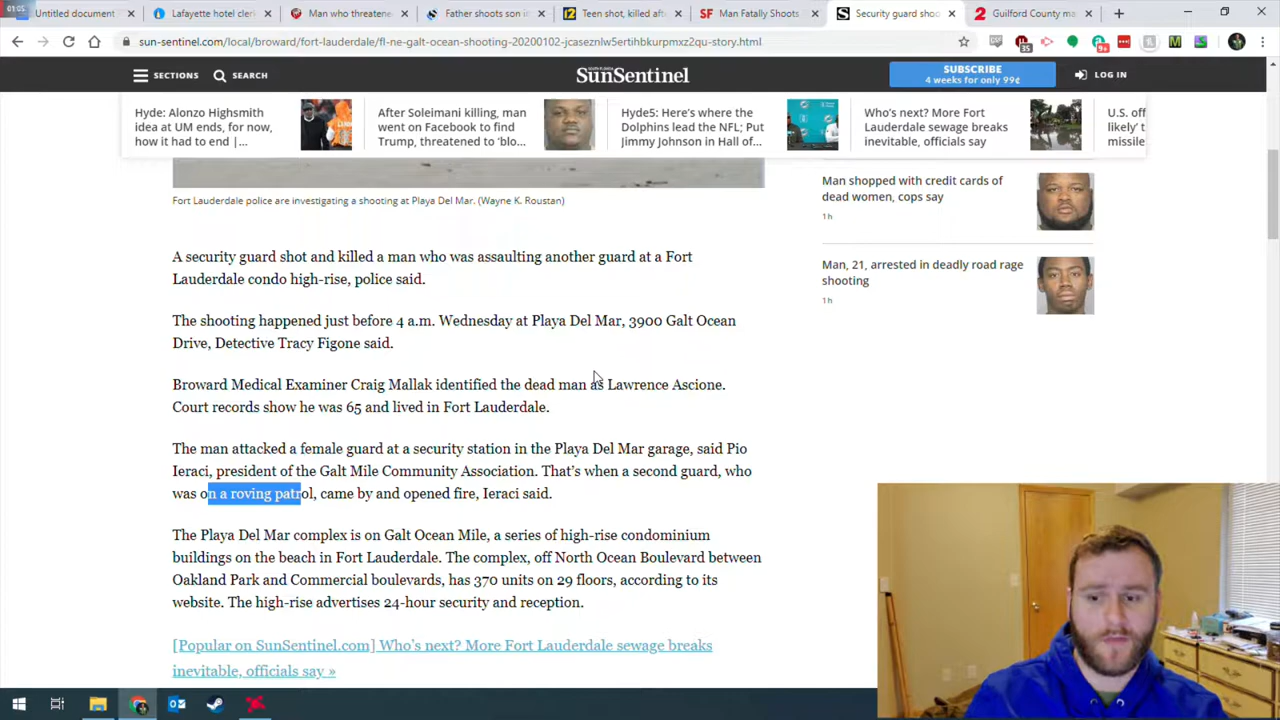 01:05
Untitled document
Lafayette hotel clerk
Man who threatene
Father shoots son i
Teen shot, killed aft
SF Man Fatally Shoots
S Security guard shoo
2 Guilford County ma
sun-sentinel.com/local/broward/fort-lauderdale/fl-ne-galt-ocean-shooting-20200102-jcaseznlw5ertihbkurpmxz2qu-story.html
35
9+
SECTIONS
SEARCH
SunSentinel
SUBSCRIBE
4 weeks for only 99¢
LOG IN
Hyde: Alonzo Highsmith
idea at UM ends, for now,
how it had to end |...
After Soleimani killing, man
went on Facebook to find
Trump, threatened to 'blo...
Hyde5: Here's where the
Dolphins lead the NFL; Put
Jimmy Johnson in Hall of...
Who's next? More Fort
Lauderdale sewage breaks
inevitable, officials say
U.S. off
likely' t
missile
Fort Lauderdale police are investigating a shooting at Playa Del Mar. (Wayne K. Roustan)
Man shopped with credit cards of
dead women, cops say
1h
Man, 21, arrested in deadly road rage
shooting
1h
A security guard shot and killed a man who was assaulting another guard at a Fort
Lauderdale condo high-rise, police said.
The shooting happened just before 4 a.m. Wednesday at Playa Del Mar, 3900 Galt Ocean
Drive, Detective Tracy Figone said.
Broward Medical Examiner Craig Mallak identified the dead man as Lawrence Ascione.
Court records show he was 65 and lived in Fort Lauderdale.
The man attacked a female guard at a security station in the Playa Del Mar garage, said Pio
Ieraci, president of the Galt Mile Community Association. That's when a second guard, who
was on a roving patrol, came by and opened fire, Ieraci said.
The Playa Del Mar complex is on Galt Ocean Mile, a series of high-rise condominium
buildings on the beach in Fort Lauderdale. The complex, off North Ocean Boulevard between
Oakland Park and Commercial boulevards, has 370 units on 29 floors, according to its
website. The high-rise advertises 24-hour security and reception.
[Popular on SunSentinel.com] Who's next? More Fort Lauderdale sewage breaks
inevitable, officials say »